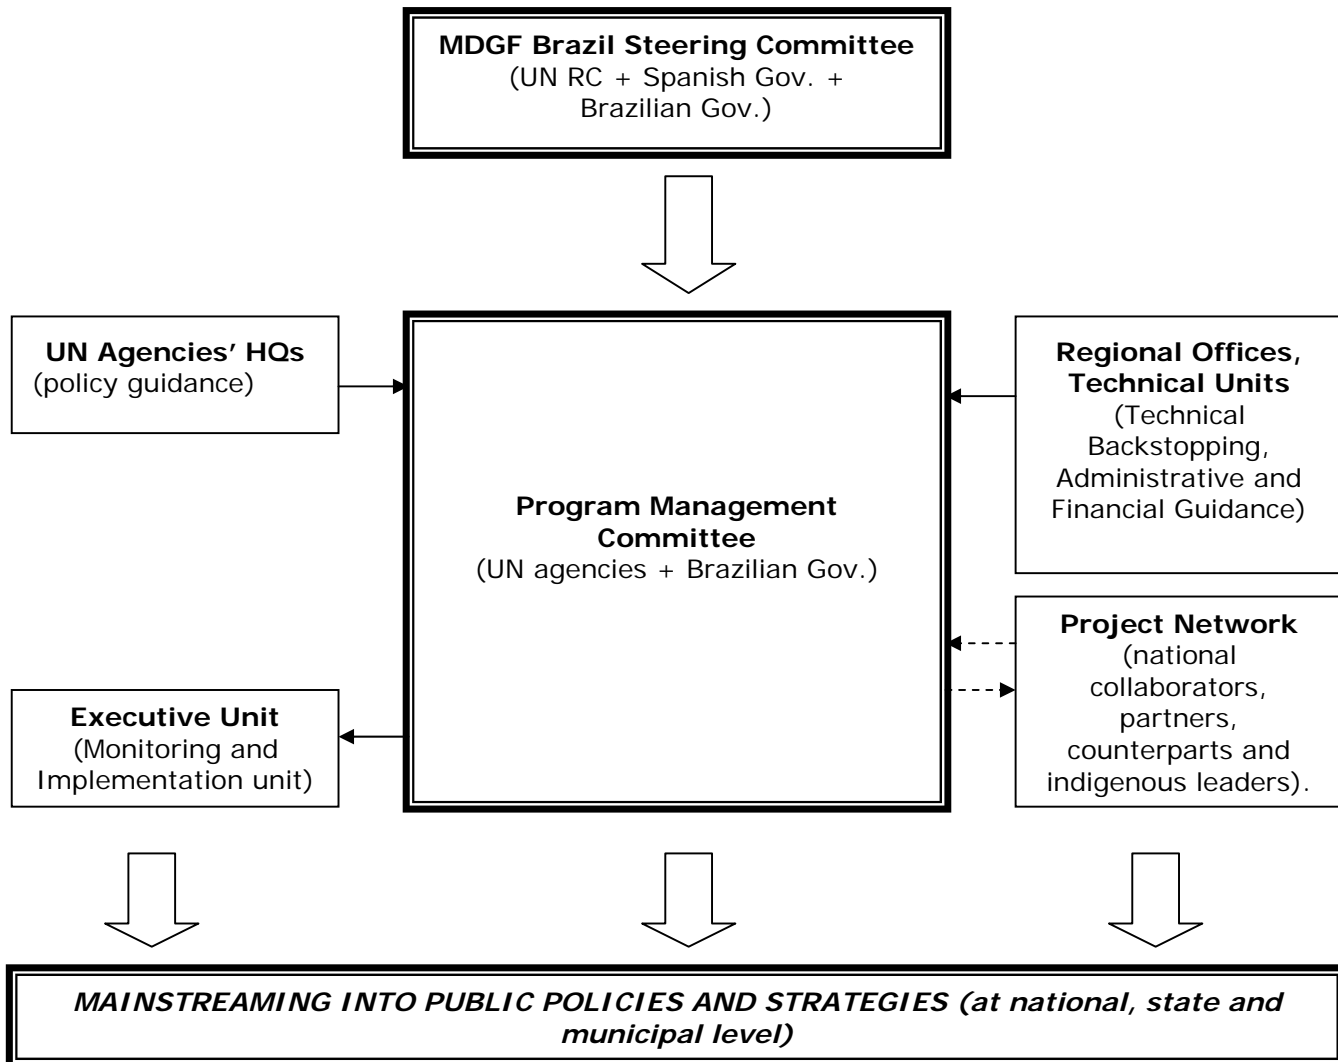 MDGF Brazil Steering Committee
(UN RC + Spanish Gov. +
Brazilian Gov.)
UN Agencies’ HQs
(policy guidance)
Regional Offices,
Technical Units
(Technical
Backstopping,
Administrative and
Financial Guidance)
Program Management
Committee
(UN agencies + Brazilian Gov.)
Project Network
(national
collaborators,
partners,
counterparts and
indigenous leaders).
Executive Unit
(Monitoring and
Implementation unit)
MAINSTREAMING INTO PUBLIC POLICIES AND STRATEGIES (at national, state and
municipal level)